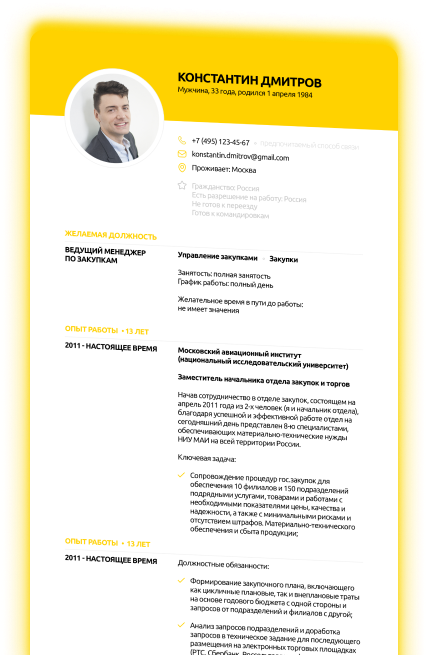 КОНСТАНТИН ДМИТРОВ
Мужчина, 33 года, родился 1 апреля 1984
+7 (495) 123-45-67 • предпочитаемый способ связи
konstantin.dmitrov@gmail.com
Проживает: Москва
Гражданство: Россия
Есть разрешение на работу: Россия
Не готов к переезду
Готов к командировкам
ЖЕЛАЕМАЯ ДОЛЖНОСТЬ
ВЕДУЩИЙ МЕНЕДЖЕР
ПО ЗАКУПКАМ
Управление закупками · Закупки
Занятость: полная занятость
График работы: полный день
Желательное время в пути до работы:
не имеет значения
ОПЫТ РАБОТЫ • 13 ЛЕТ
2011 - НАСТОЯЩЕЕ ВРЕМЯ
Московский авиационный институт
(национальный исследовательский университет)
Заместитель начальника отдела закупок и торгов
Начав сотрудничество в отделе закупок, состоящем на
апрель 2011 года из 2-х человек (я и начальник отдела),
благодаря успешной и эффективной работе отдел на
сегодняшний день представлен 8-ю специалистами,
обеспечивающих материально-технические нужды
НИУ МАИ на всей территории России.
Ключевая задача:
Сопровождение процедур гос.закупок для
обеспечения 10 филиалов и 150 подразделений
подрядными услугами, товарами и работами с
необходимыми показателями цены, качества и
надежности, а также с минимальными рисками и
отсутствием штрафов. Материально-технического
обеспечения и сбыта продукции;
ОПЫТ РАБОТЫ • 13 ЛЕТ
2011 - НАСТОЯЩЕЕ ВРЕМЯ
Должностные обязанности:
Формирование закупочного плана, включающего
как цикличные плановые, так и внеплановые траты
на основе годового бюджета с одной стороны и
запросов от подразделений и филиалов с другой;
Анализ запросов подразделений и доработка
запросов в техническое задание для последующего
размещения на электронных торговых площадках